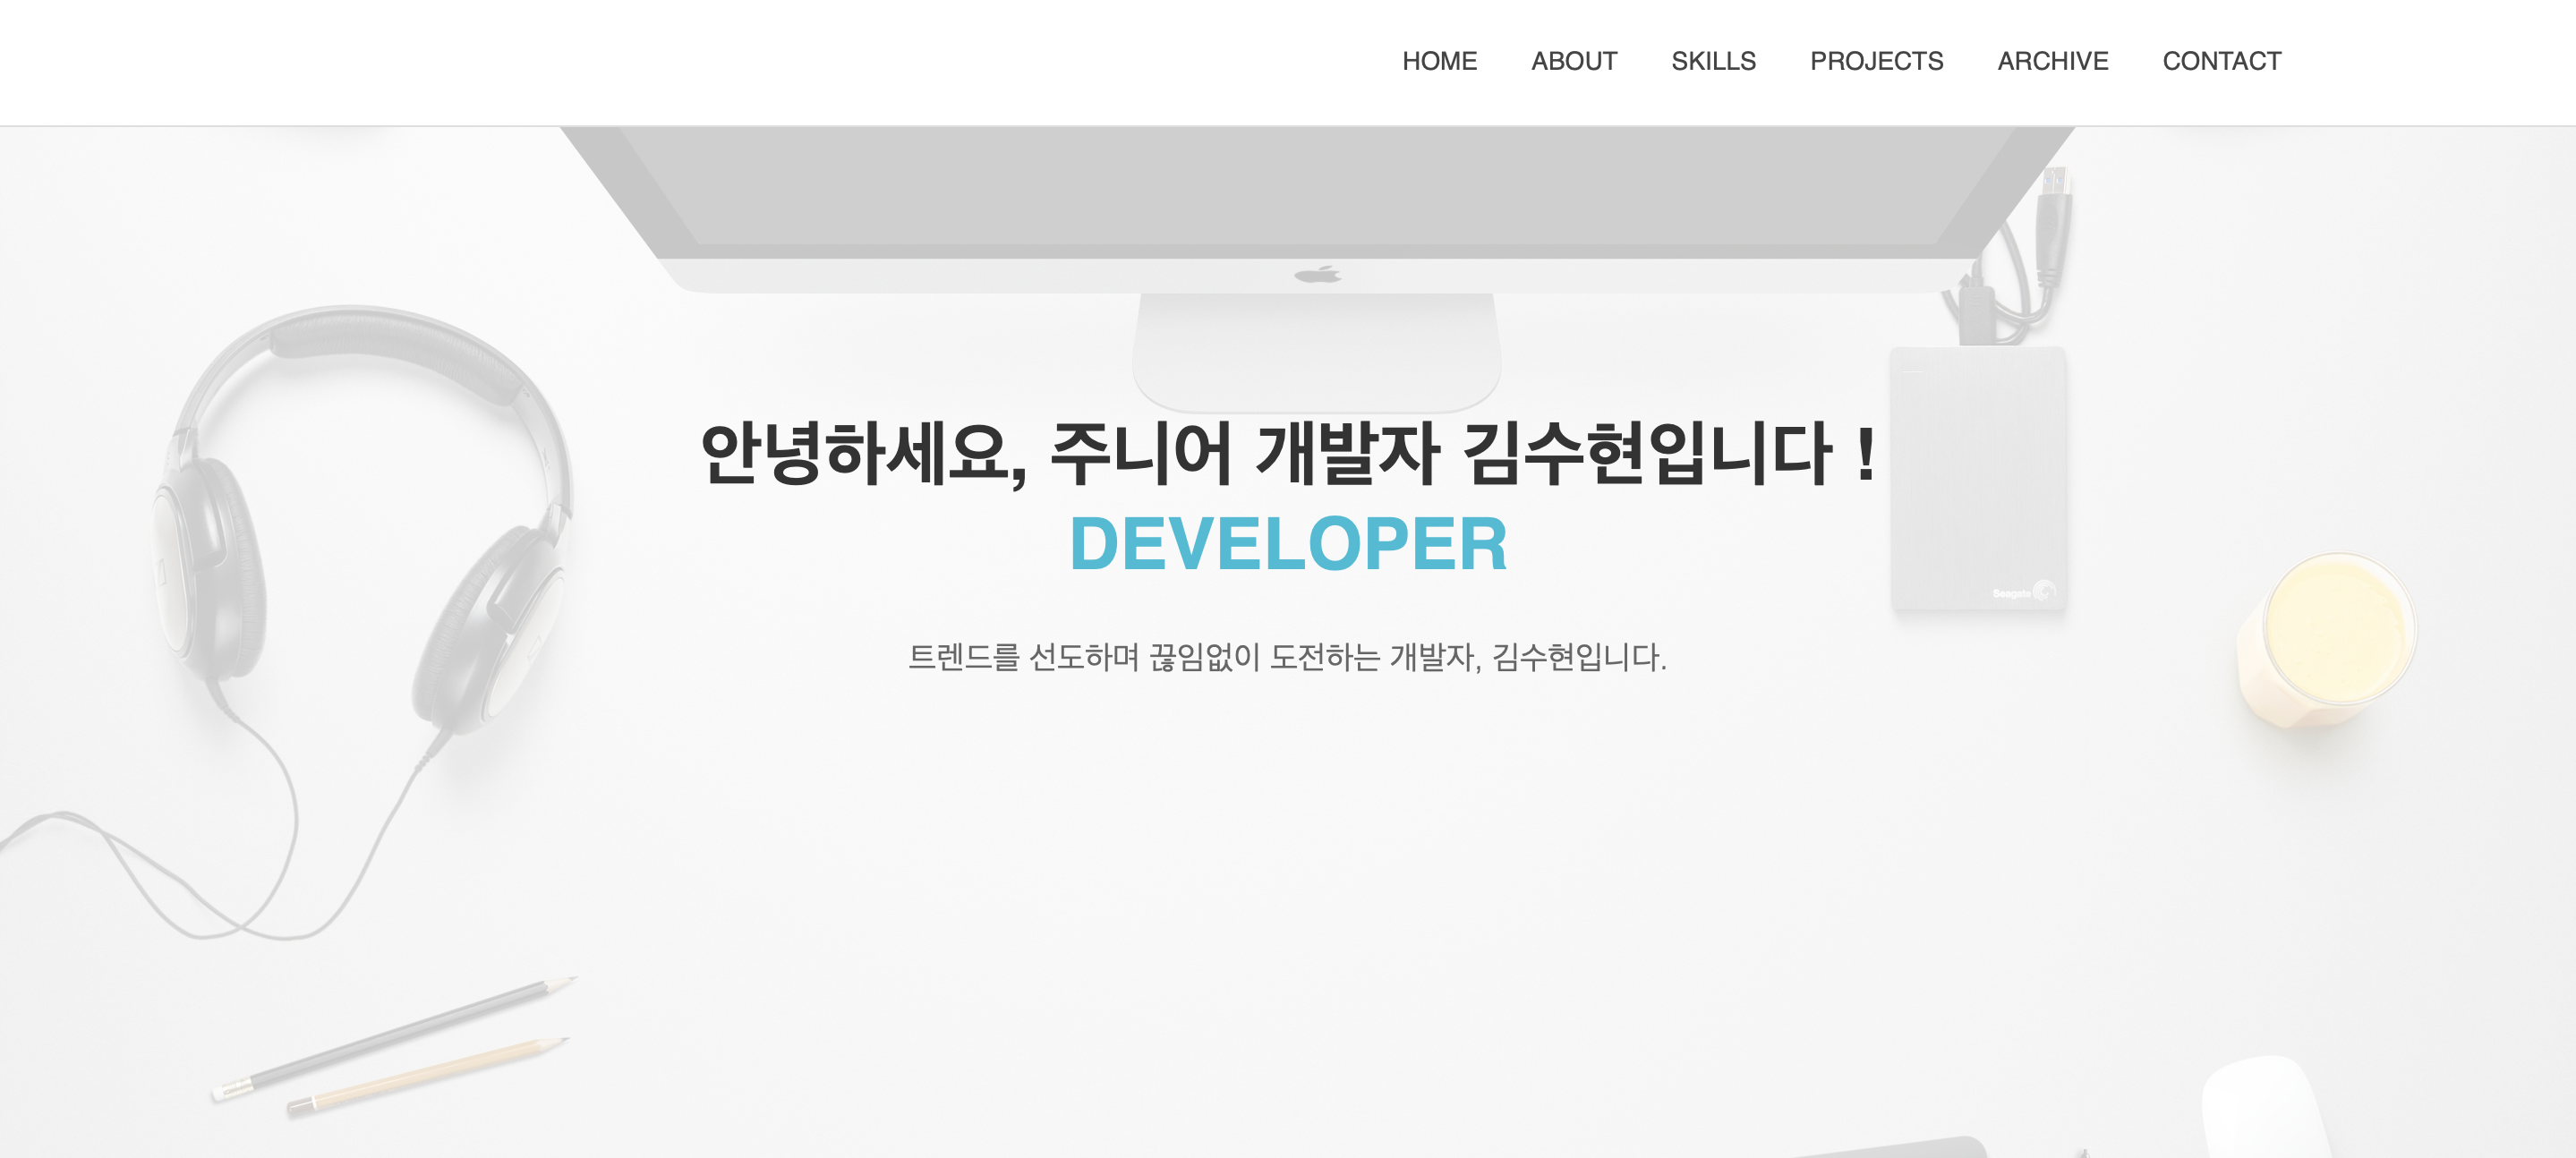 HOME ABOUT SKILLS PROJECTS ARCHIVE CONTACT
안녕하세요, 주니어 개발자 김수현입니다 !
DEVELOPER
Seagate
트렌드를 선도하며 끊임없이 도전하는 개발자, 김수현입니다.